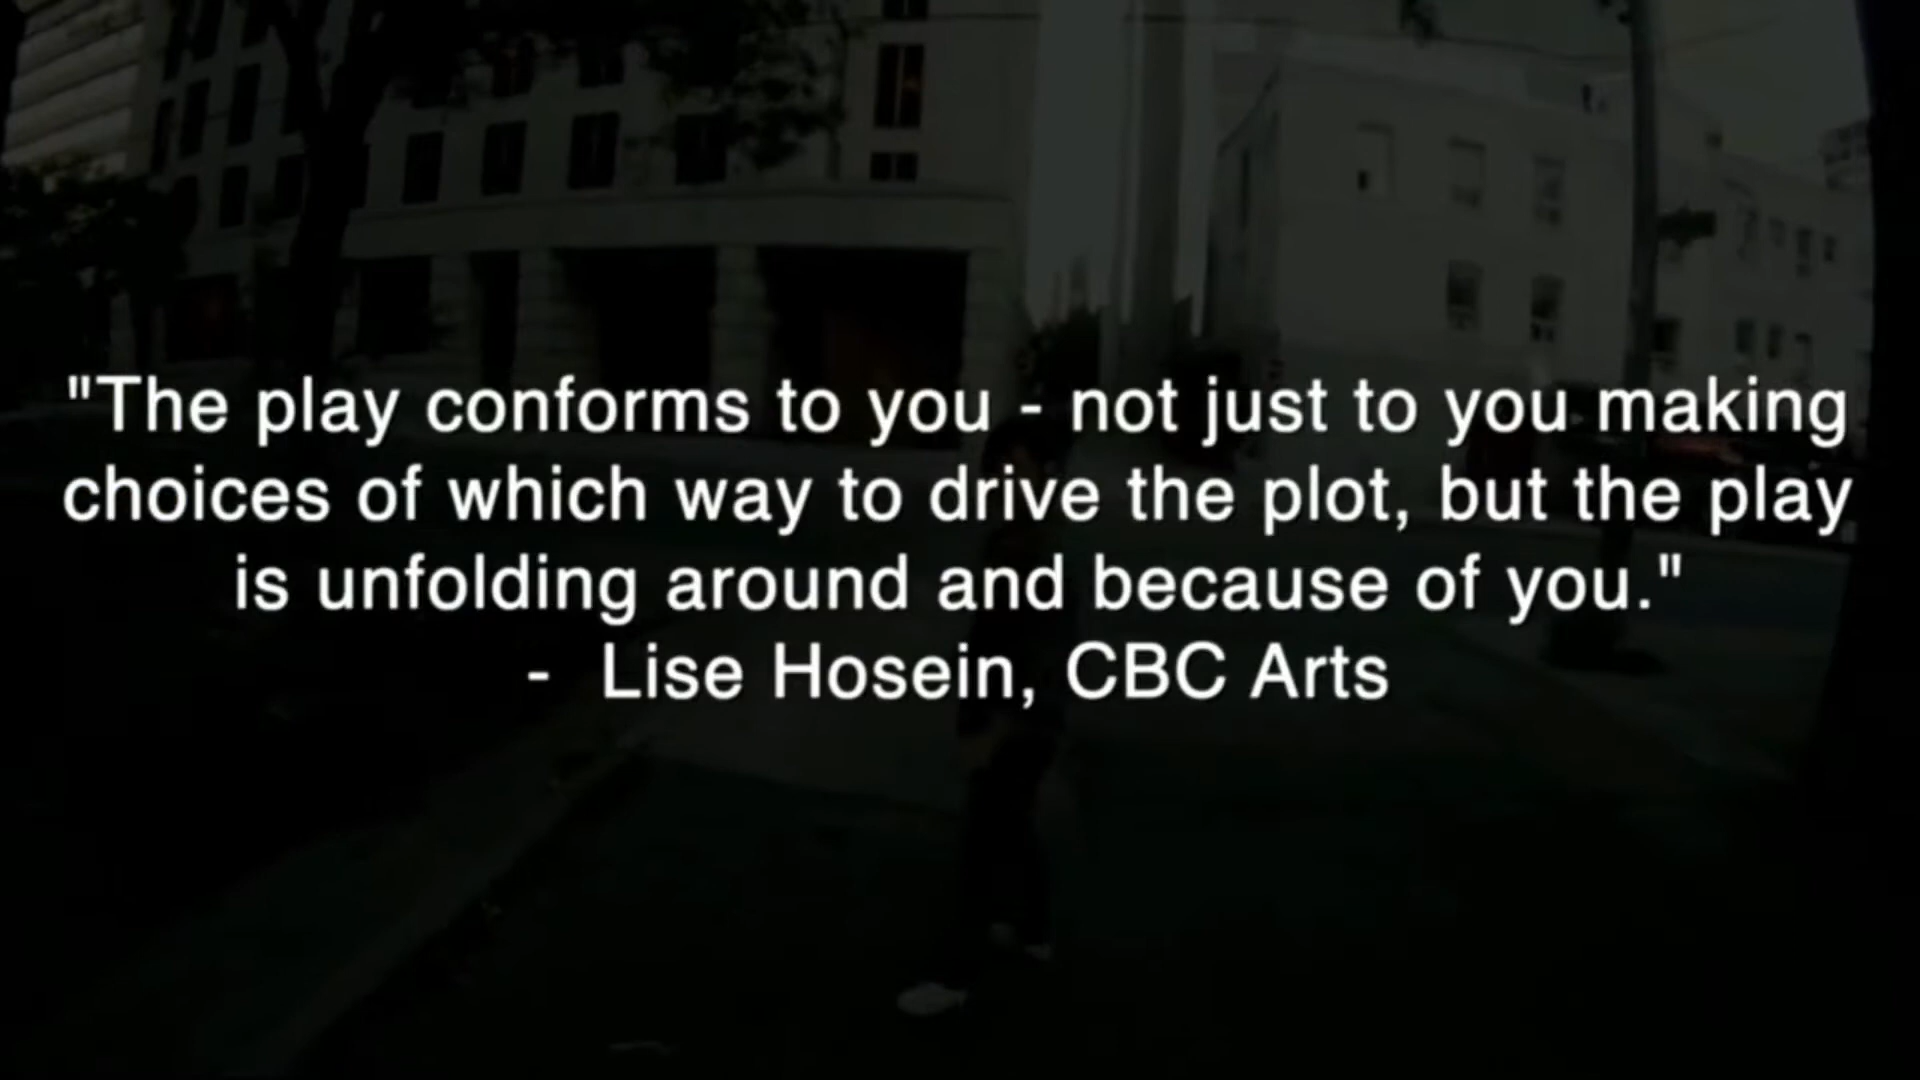 "The play conforms to you - not just to you making
choices of which way to drive the plot, but the play
is unfolding around and because of you."
- Lise Hosein, CBC Arts